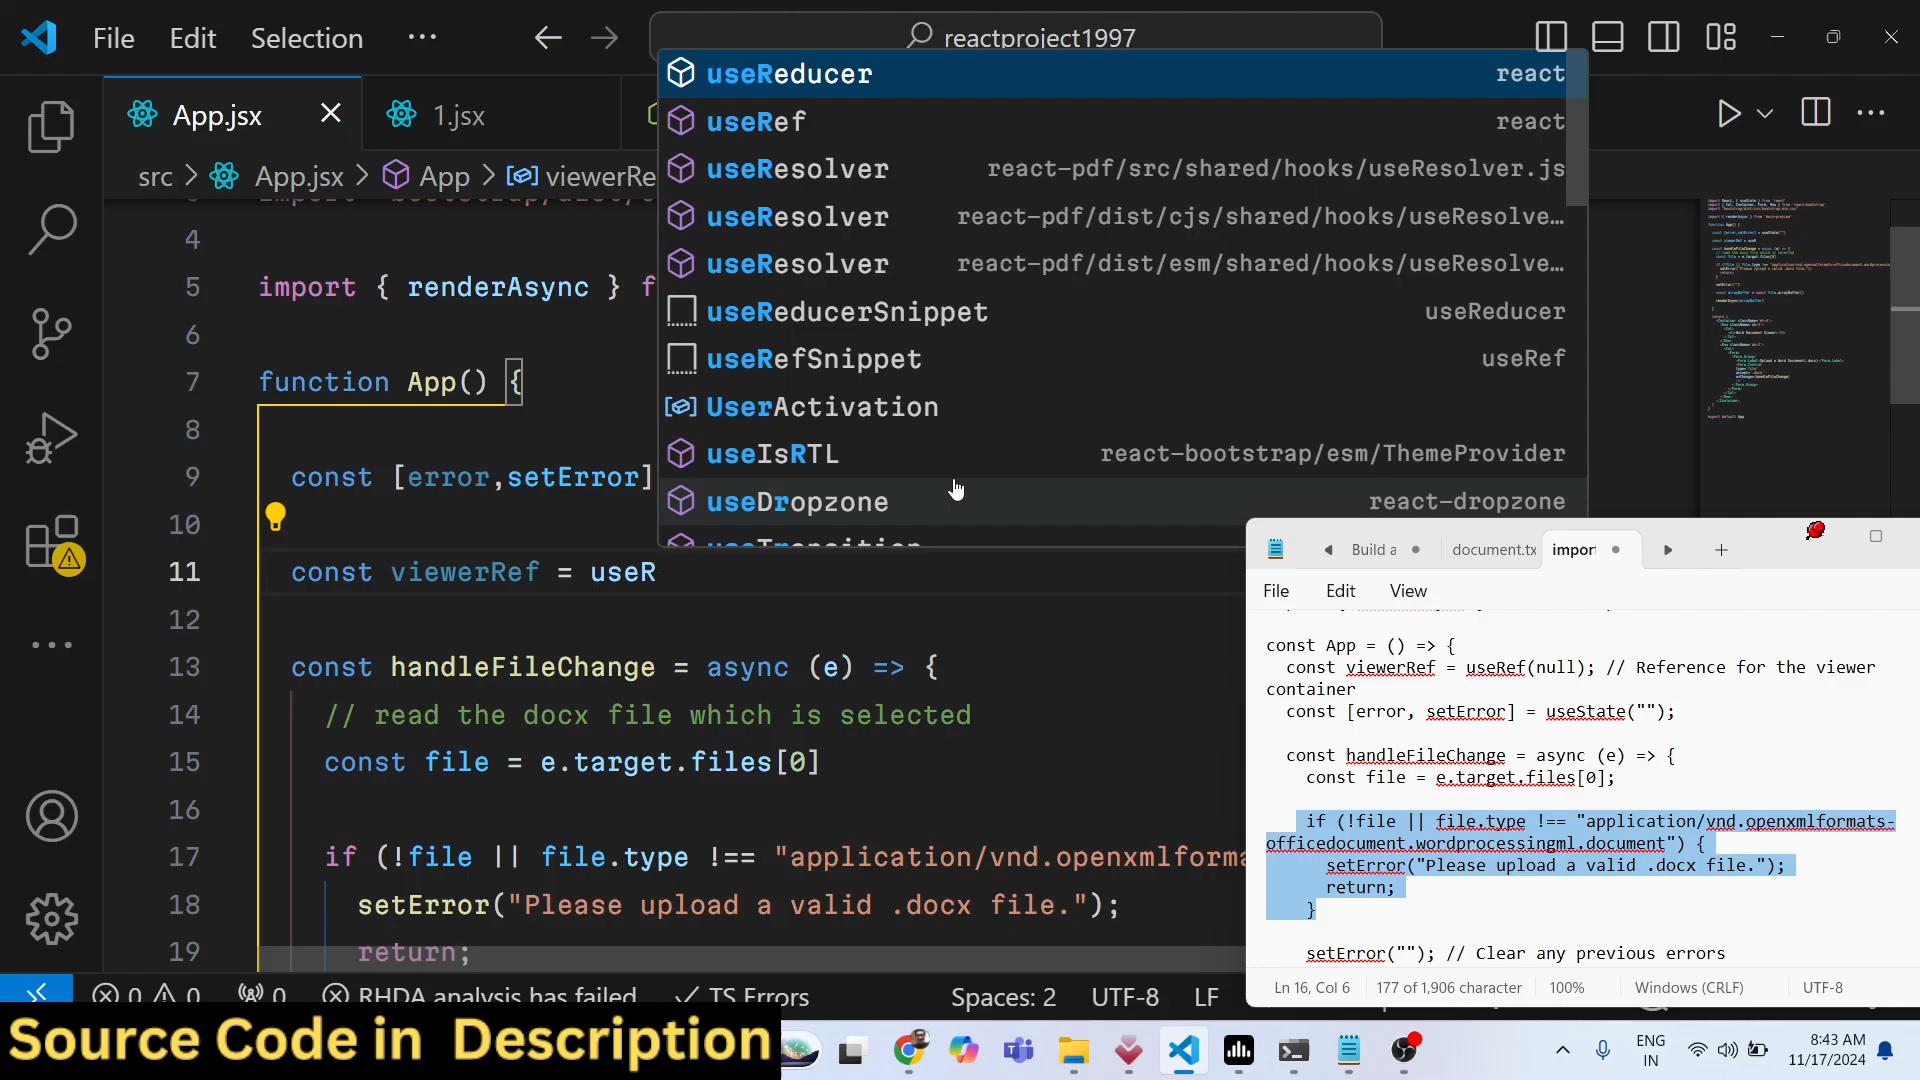 File Edit Selection ··· reactproject1997
App.jsx 1.jsx
src > App.jsx > App > viewerRe
useReducer react
useRef react
useResolver react-pdf/src/shared/hooks/useResolver.js
useResolver react-pdf/dist/cjs/shared/hooks/useResolve…
useResolver react-pdf/dist/esm/shared/hooks/useResolve…
useReducerSnippet useReducer
useRefSnippet useRef
UserActivation
useIsRTL react-bootstrap/esm/ThemeProvider
useDropzone react-dropzone
useTransition
4
5 import { renderAsync } f
6
7 function App() {
8
9 const [error,setError]
10
11 const viewerRef = useR
12
13 const handleFileChange = async (e) => {
14 // read the docx file which is selected
15 const file = e.target.files[0]
16
17 if (!file || file.type !== "application/vnd.openxmlforma
18 setError("Please upload a valid .docx file.");
19 return;
Build a document.tx impor
File Edit View
const App = () => {
const viewerRef = useRef(null); // Reference for the viewer
container
const [error, setError] = useState("");
const handleFileChange = async (e) => {
const file = e.target.files[0];
if (!file || file.type !== "application/vnd.openxmlformats-
officedocument.wordprocessingml.document") {
setError("Please upload a valid .docx file.");
return;
}
setError(""); // Clear any previous errors
Ln 16, Col 6 177 of 1,906 character 100% Windows (CRLF) UTF-8
0 0 0 RHDA analysis has failed TS Errors Spaces: 2 UTF-8 LF
Source Code in Description
ENG
IN
8:43 AM
11/17/2024